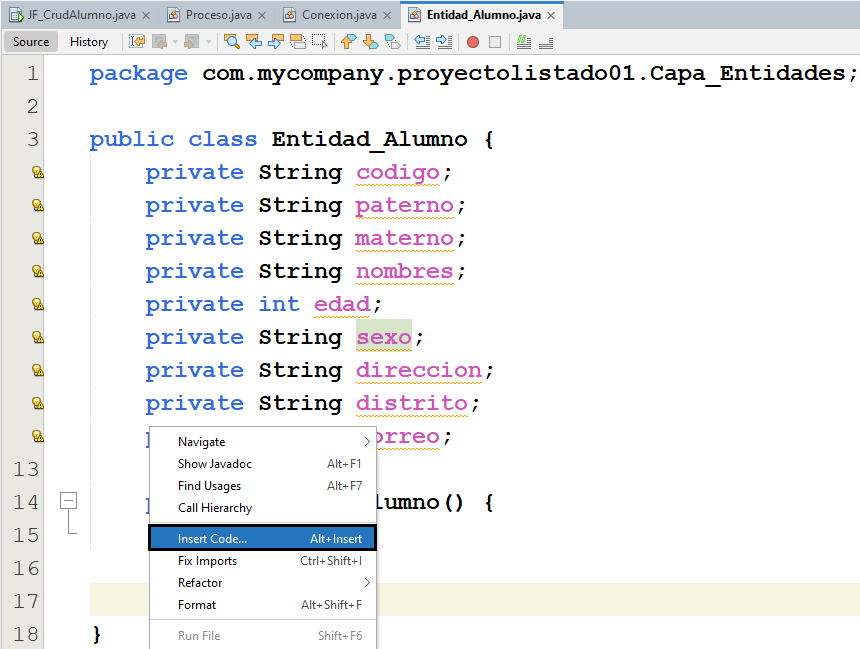 JF_CrudAlumno.java Proceso.java Conexion.java Entidad_Alumno.java
Source History
1 package com.mycompany.proyectolistado01.Capa_Entidades;
2
3 public class Entidad_Alumno {
private String codigo;
private String paterno;
private String materno;
private String nombres;
private int edad;
private String sexo;
private String direccion;
private String distrito;
orreo;
13
14 lumno() {
15
16
17
18 }
Navigate
Show Javadoc Alt+F1
Find Usages Alt+F7
Call Hierarchy
Insert Code... Alt+Insert
Fix Imports Ctrl+Shift+I
Refactor
Format Alt+Shift+F
Run File Shift+F6